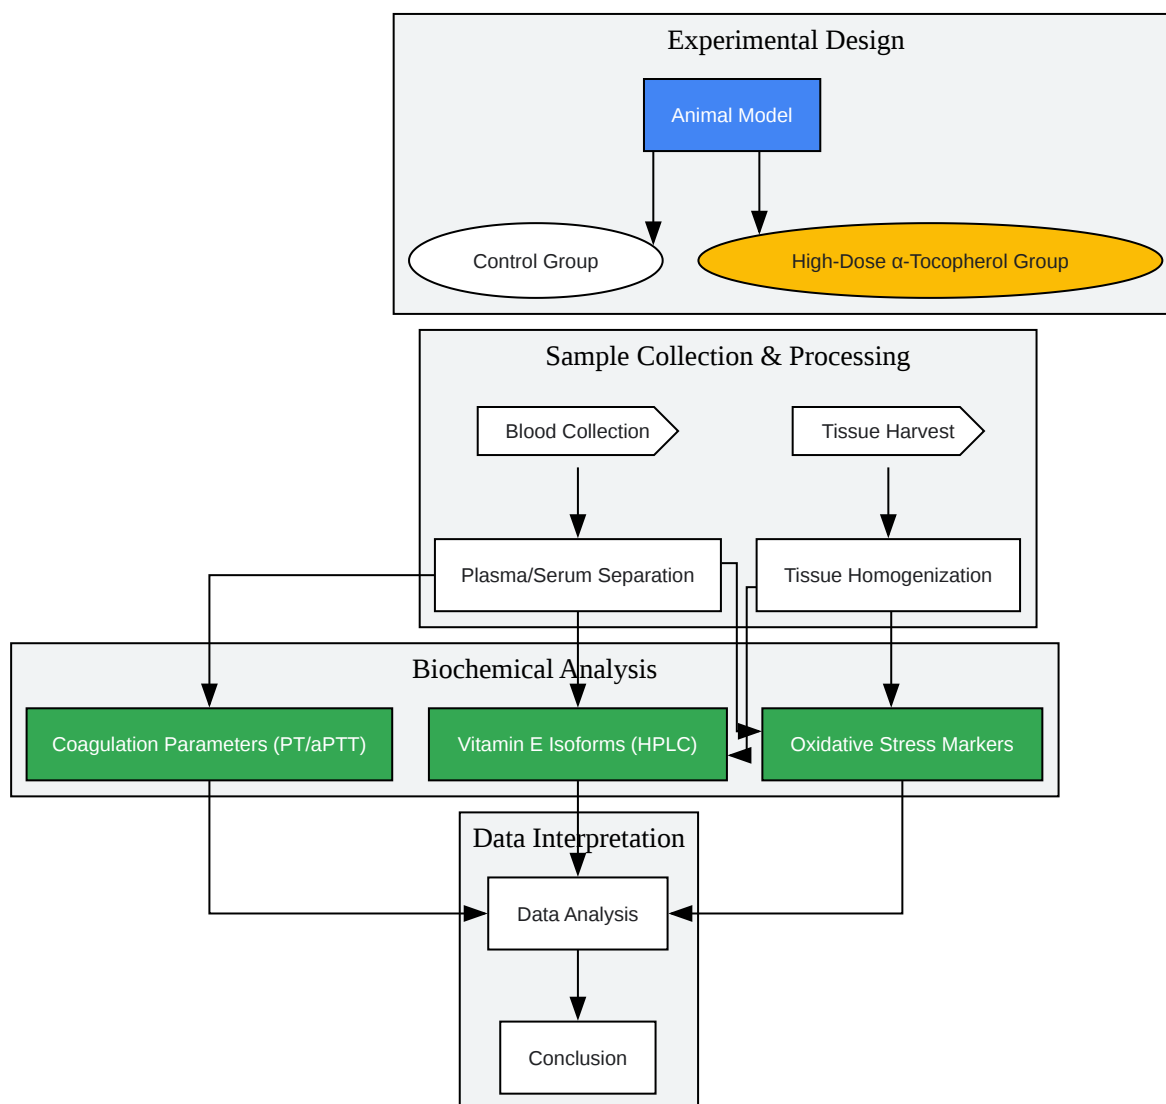 Experimental Design
Animal Model
Control Group
High-Dose α-Tocopherol Group
Sample Collection & Processing
Blood Collection
Tissue Harvest
Plasma/Serum Separation
Tissue Homogenization
Biochemical Analysis
Coagulation Parameters (PT/aPTT)
Vitamin E Isoforms (HPLC)
Oxidative Stress Markers
Data Interpretation
Data Analysis
Conclusion